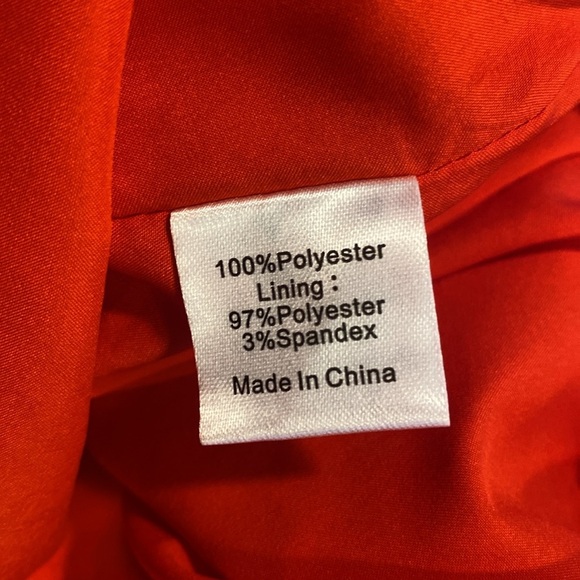 100%Polyester
Lining :
97%Polyester
3%Spandex
Made In China